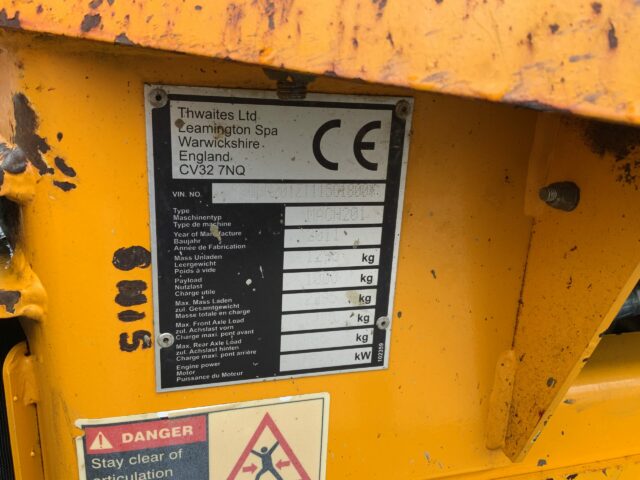 Thwaites Ltd
Leamington Spa
Warwickshire
England
CV32 7NQ
CE
VIN. NO.
Type
Maschinentyp
Type de machine
MACH201
Year of Manufacture
Baujahr
Année de Fabrication
2011
Mass Unladen
Leergewicht
Poids à vide
kg
Payload
Nutzlast
Charge utile
kg
Max. Mass Laden
zul. Gesamtgewicht
Masse totale en charge
kg
Max. Front Axle Load
zul. Achslast vorn
Charge maxi. pont avant
kg
Max. Rear Axle Load
zul. Achslast hinten
Charge maxi. pont arrière
kg
Engine power
Motor
Puissance du Moteur
kW
102359
DANGER
Stay clear of
articulation